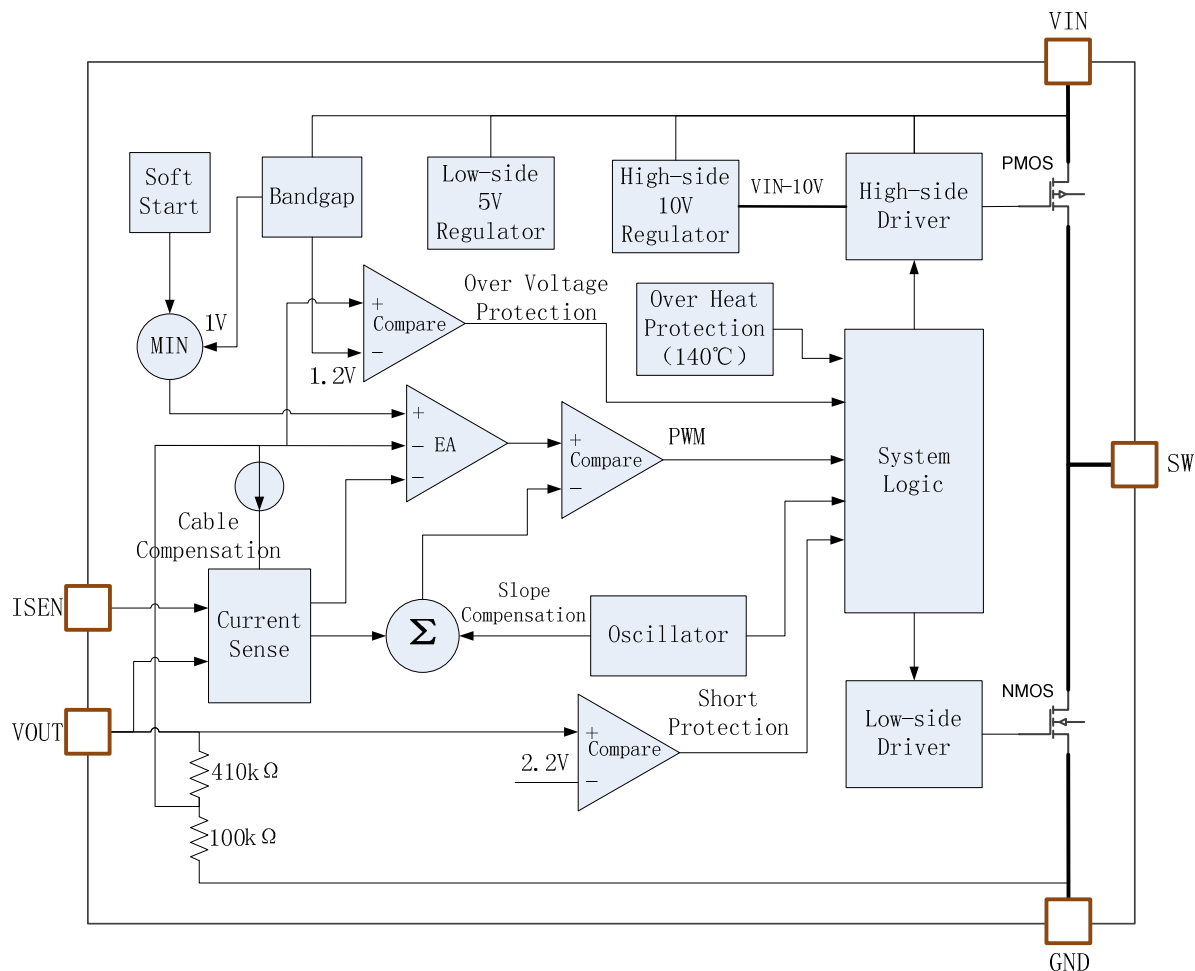 VIN
Soft
Start
Bandgap
Low-side
5V
Regulator
High-side
10V
Regulator
VIN-10V
High-side
Driver
PMOS
Over Voltage
Protection
Over Heat
Protection
（140℃）
1V
MIN
+
Compare
−
1.2V
+
− EA
−
+
Compare
−
PWM
System
Logic
SW
Cable
Compensation
ISEN
Current
Sense
Σ
Slope
Compensation
Oscillator
VOUT
Short
Protection
+
Compare
−
2.2V
Low-side
Driver
NMOS
410kΩ
100kΩ
GND